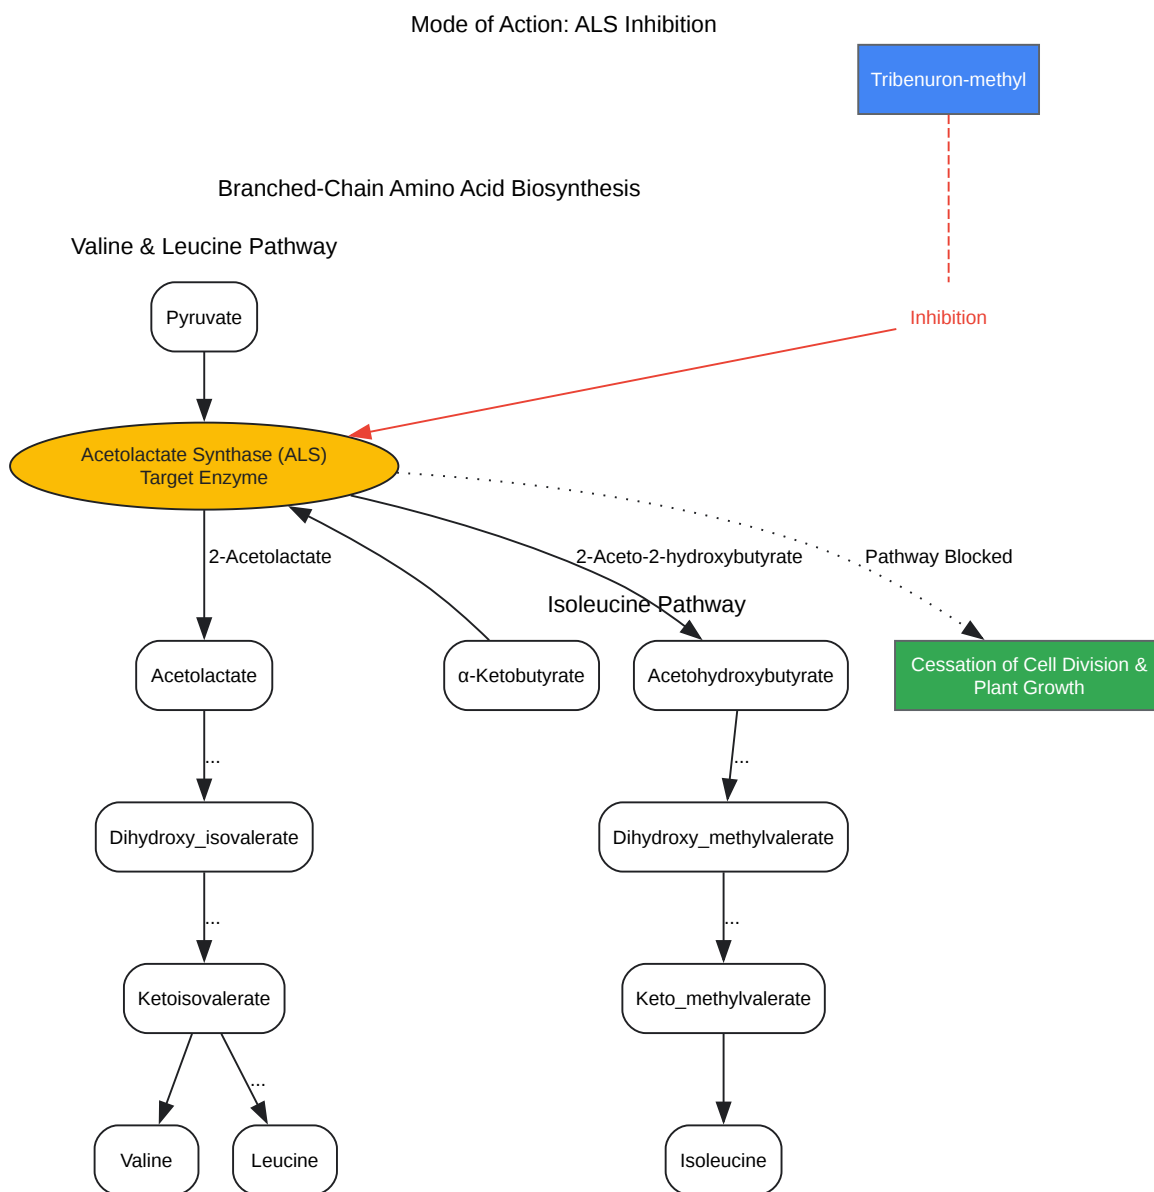 Mode of Action: ALS Inhibition
Tribenuron-methyl
Branched-Chain Amino Acid Biosynthesis
Valine & Leucine Pathway
Pyruvate
Inhibition
Acetolactate Synthase (ALS)
Target Enzyme
2-Acetolactate
2-Aceto-2-hydroxybutyrate
Pathway Blocked
Isoleucine Pathway
Acetolactate
α-Ketobutyrate
Acetohydroxybutyrate
Cessation of Cell Division &
Plant Growth
...
...
Dihydroxy_isovalerate
Dihydroxy_methylvalerate
...
...
Ketoisovalerate
Keto_methylvalerate
...
Valine
Leucine
Isoleucine